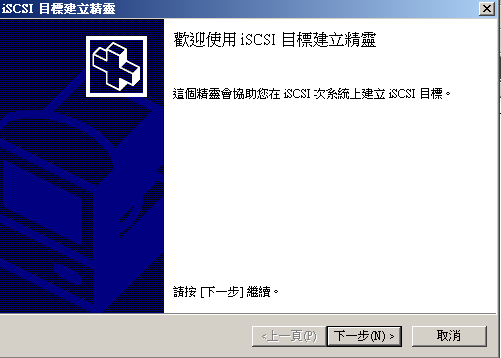 iSCSI 目標建立精靈
歡迎使用 iSCSI 目標建立精靈
這個精靈會協助您在 iSCSI 次系統上建立 iSCSI 目標。
請按 [下一步] 繼續。
<上一頁(P)
下一步(N) >
取消